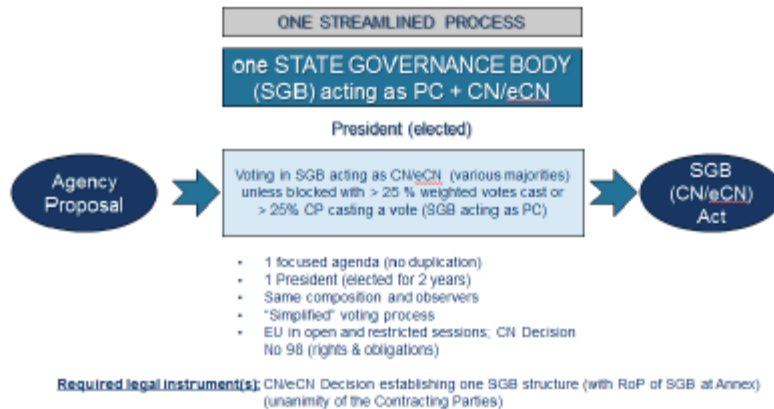 ONE STREAMLINED PROCESS
one STATE GOVERNANCE BODY
(SGB) acting as PC + CN/eCN
President (elected)
Agency
Proposal
Voting in SGB acting as CN/eCN (various majorities)
unless blocked with > 25 % weighted votes cast or
> 25% CP casting a vote (SGB acting as PC)
SGB
(CN/eCN)
Act
• 1 focused agenda (no duplication)
• 1 President (elected for 2 years)
• Same composition and observers
• "Simplified" voting process
• EU in open and restricted sessions; CN Decision
No 98 (rights & obligations)
Required legal instrument(s): CN/eCN Decision establishing one SGB structure (with RoP of SGB at Annex)
(unanimity of the Contracting Parties)